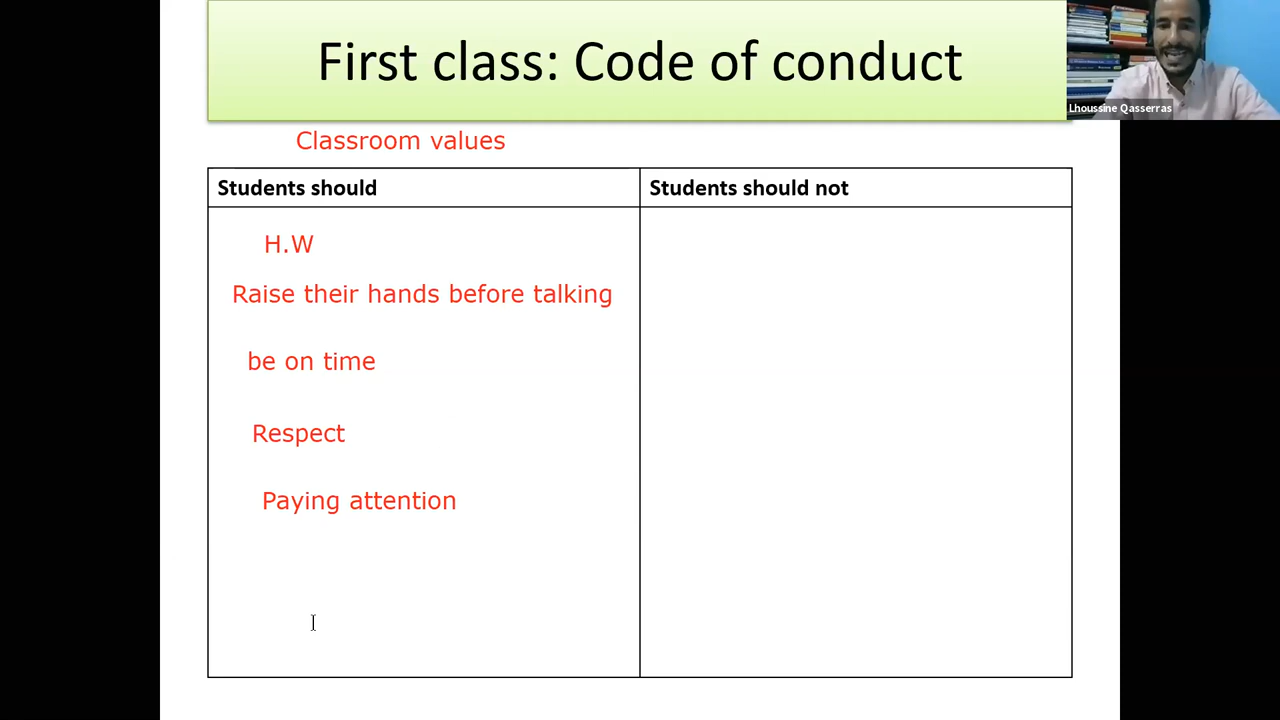 First class: Code of conduct
Lhoussine Qasserras
Classroom values
Students should
Students should not
H.W
Raise their hands before talking
be on time
Respect
Paying attention